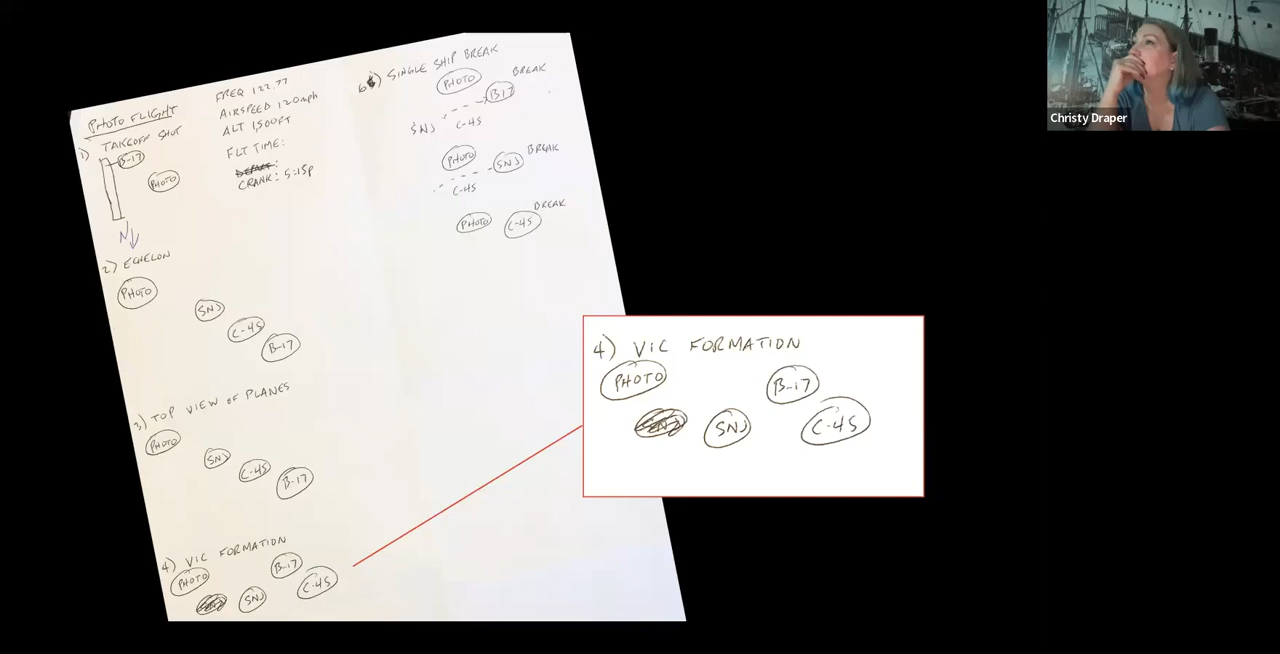 PHOTO FLIGHT
1) TAKEOFF SHOT
B-17
PHOTO
N
FREQ 122.77
AIRSPEED 120mph
ALT 1,500FT
FLT TIME:
CRANK: 5:15P
2) ECHELON
PHOTO
SNJ
C-45
B-17
3) TOP VIEW OF PLANES
PHOTO
SNJ
C-45
B-17
4) VIC FORMATION
PHOTO
B-17
SNJ
C-45
) SINGLE SHIP BREAK
PHOTO
B-17
BREAK
SNJ
C-45
PHOTO
SNJ
BREAK
C-45
PHOTO
C-45
BREAK
4) VIC FORMATION
PHOTO
B-17
SNJ
C-45
Christy Draper